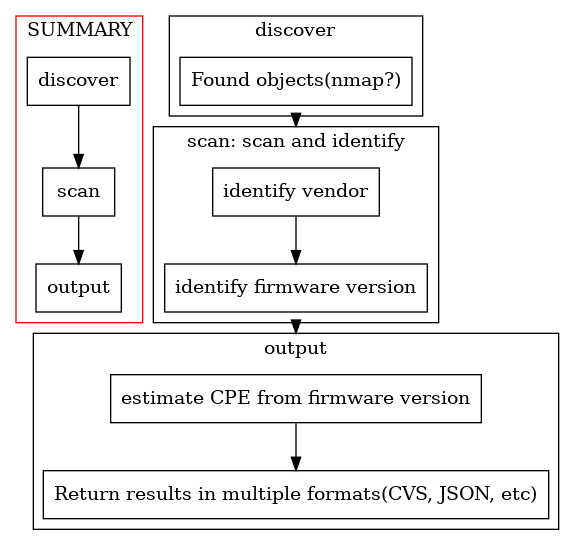 SUMMARY
discover
scan
output
discover
Found objects(nmap?)
scan: scan and identify
identify vendor
identify firmware version
output
estimate CPE from firmware version
Return results in multiple formats(CVS, JSON, etc)